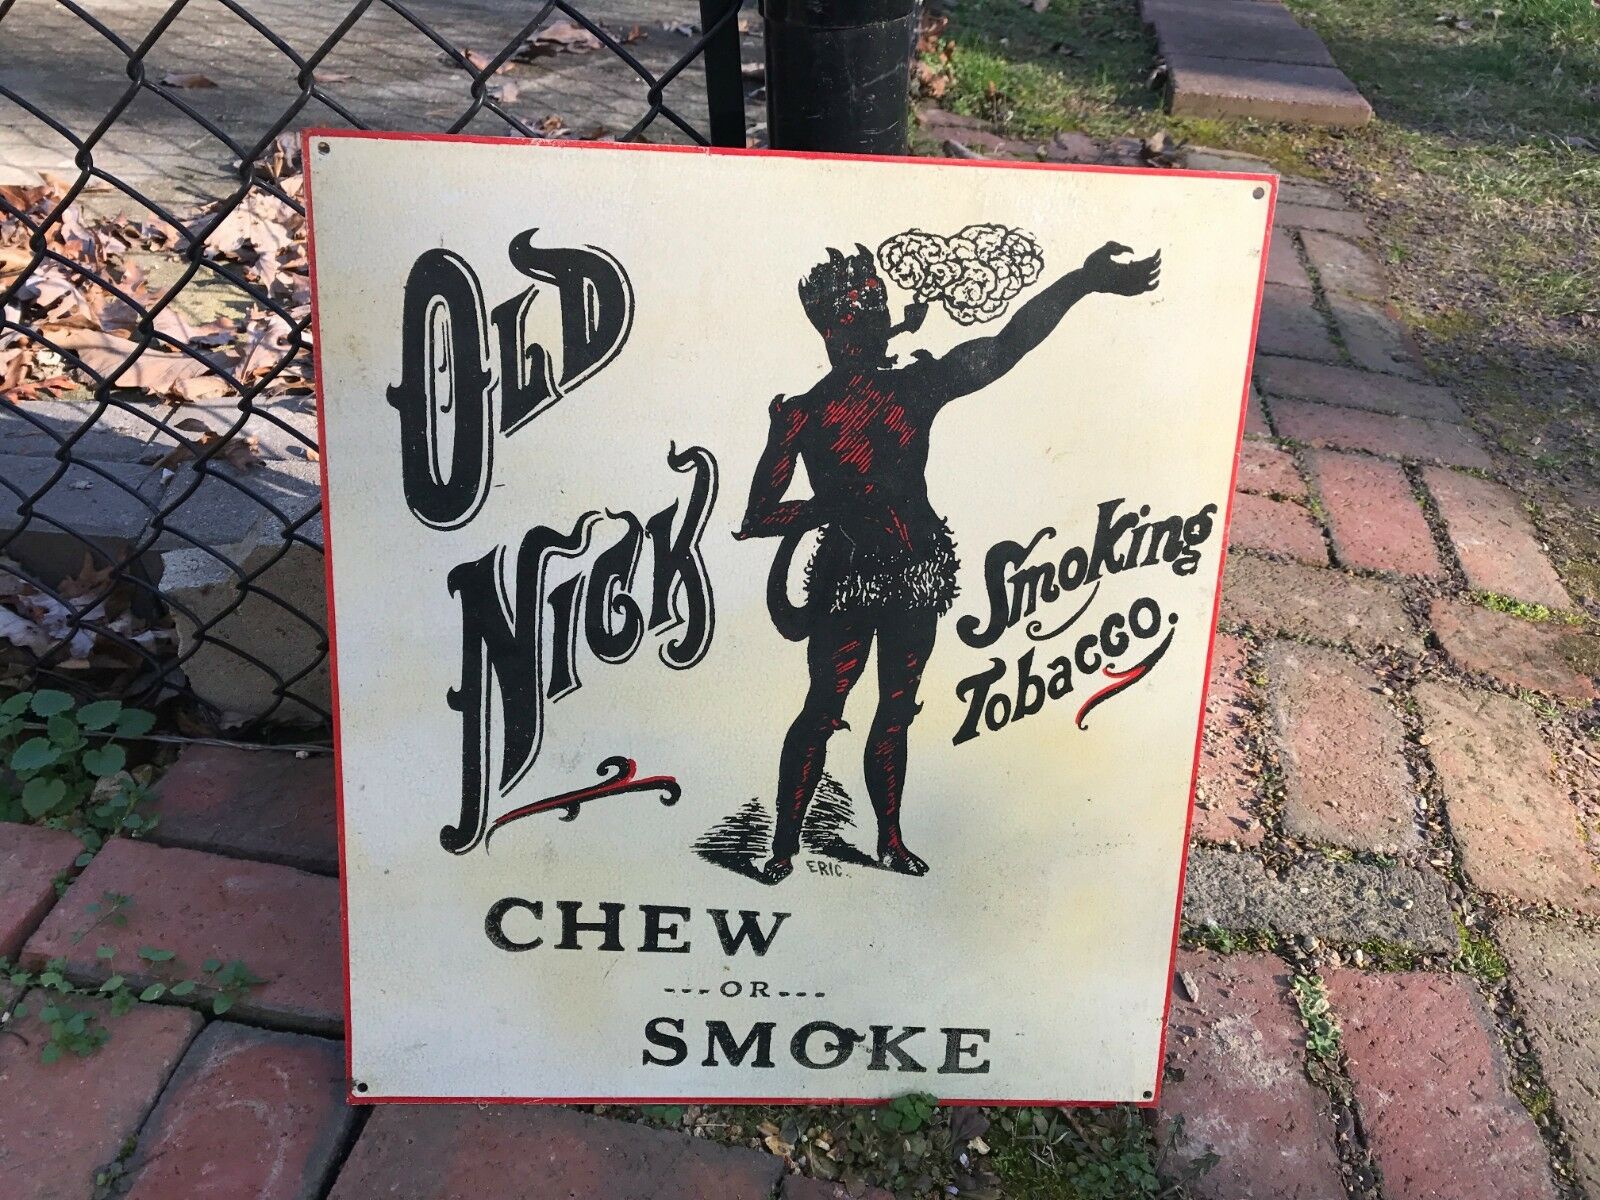 OLD
NICK
Smoking
Tobacco.
ERIC.
CHEW
---OR---
SMOKE